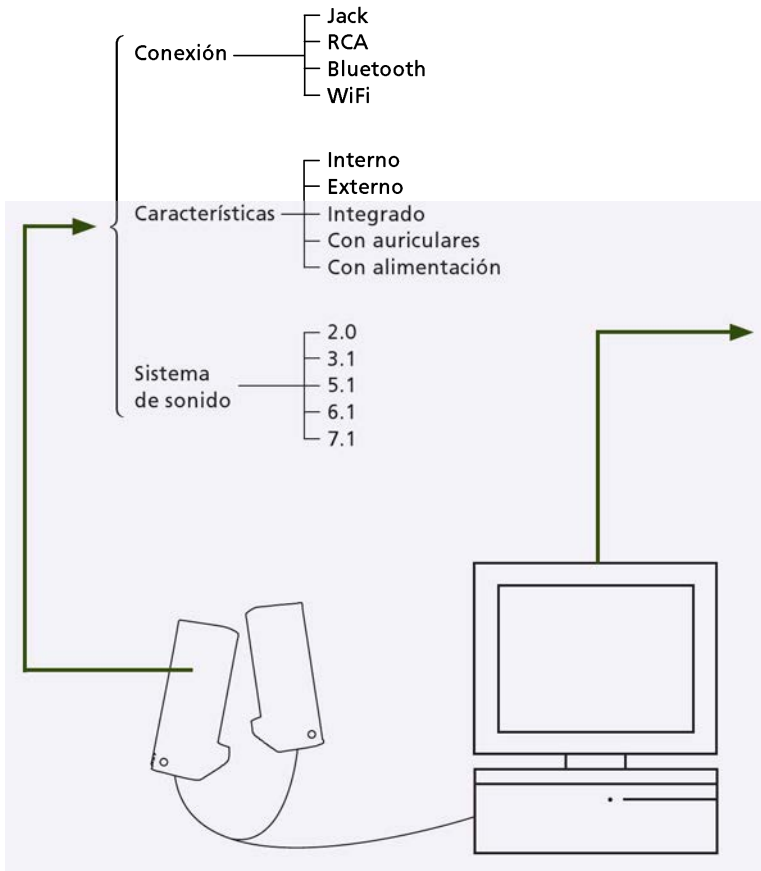 Conexión
Jack
RCA
Bluetooth
WiFi
Características
Interno
Externo
Integrado
Con auriculares
Con alimentación
Sistema
de sonido
2.0
3.1
5.1
6.1
7.1